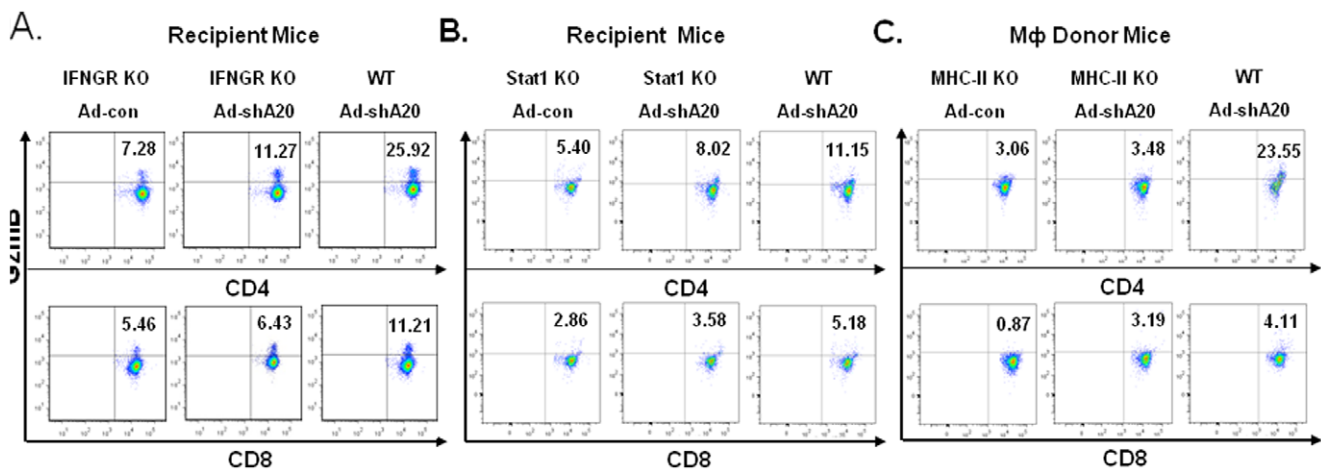 A.
Recipient Mice
IFNGR KO IFNGR KO WT
Ad-con Ad-shA20 Ad-shA20
7.28 11.27 25.92
CD4
5.46 6.43 11.21
CD8
B.
Recipient Mice
Stat1 KO Stat1 KO WT
Ad-con Ad-shA20 Ad-shA20
5.40 8.02 11.15
CD4
2.86 3.58 5.18
CD8
C.
Mϕ Donor Mice
MHC-II KO MHC-II KO WT
Ad-con Ad-shA20 Ad-shA20
3.06 3.48 23.55
CD4
0.87 3.19 4.11
CD8